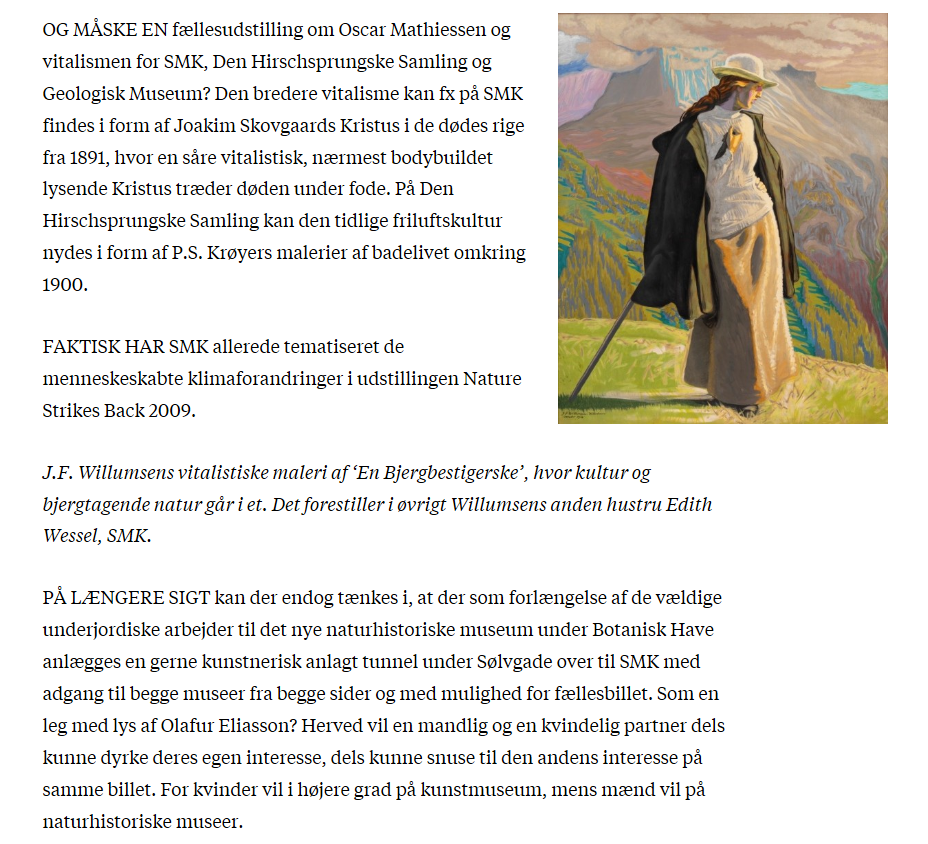 OG MÅSKE EN fællesudstilling om Oscar Mathiessen og
vitalismen for SMK, Den Hirschsprungske Samling og
Geologisk Museum? Den bredere vitalisme kan fx på SMK
findes i form af Joakim Skovgaards Kristus i de dødes rige
fra 1891, hvor en såre vitalistisk, nærmest bodybuildet
lysende Kristus træder døden under fode. På Den
Hirschsprungske Samling kan den tidlige friluftskultur
nydes i form af P.S. Krøyers malerier af badelivet omkring
1900.
FAKTISK HAR SMK allerede tematiseret de
menneskeskabte klimaforandringer i udstillingen Nature
Strikes Back 2009.
J.F. Willumsens vitalistiske maleri af ‘En Bjergbestigerske’, hvor kultur og
bjergtagende natur går i et. Det forestiller i øvrigt Willumsens anden hustru Edith
Wessel, SMK.
PÅ LÆNGERE SIGT kan der endog tænkes i, at der som forlængelse af de vældige
underjordiske arbejder til det nye naturhistoriske museum under Botanisk Have
anlægges en gerne kunstnerisk anlagt tunnel under Sølvgade over til SMK med
adgang til begge museer fra begge sider og med mulighed for fællesbillet. Som en
leg med lys af Olafur Eliasson? Herved vil en mandlig og en kvindelig partner dels
kunne dyrke deres egen interesse, dels kunne snuse til den andens interesse på
samme billet. For kvinder vil i højere grad på kunstmuseum, mens mænd vil på
naturhistoriske museer.